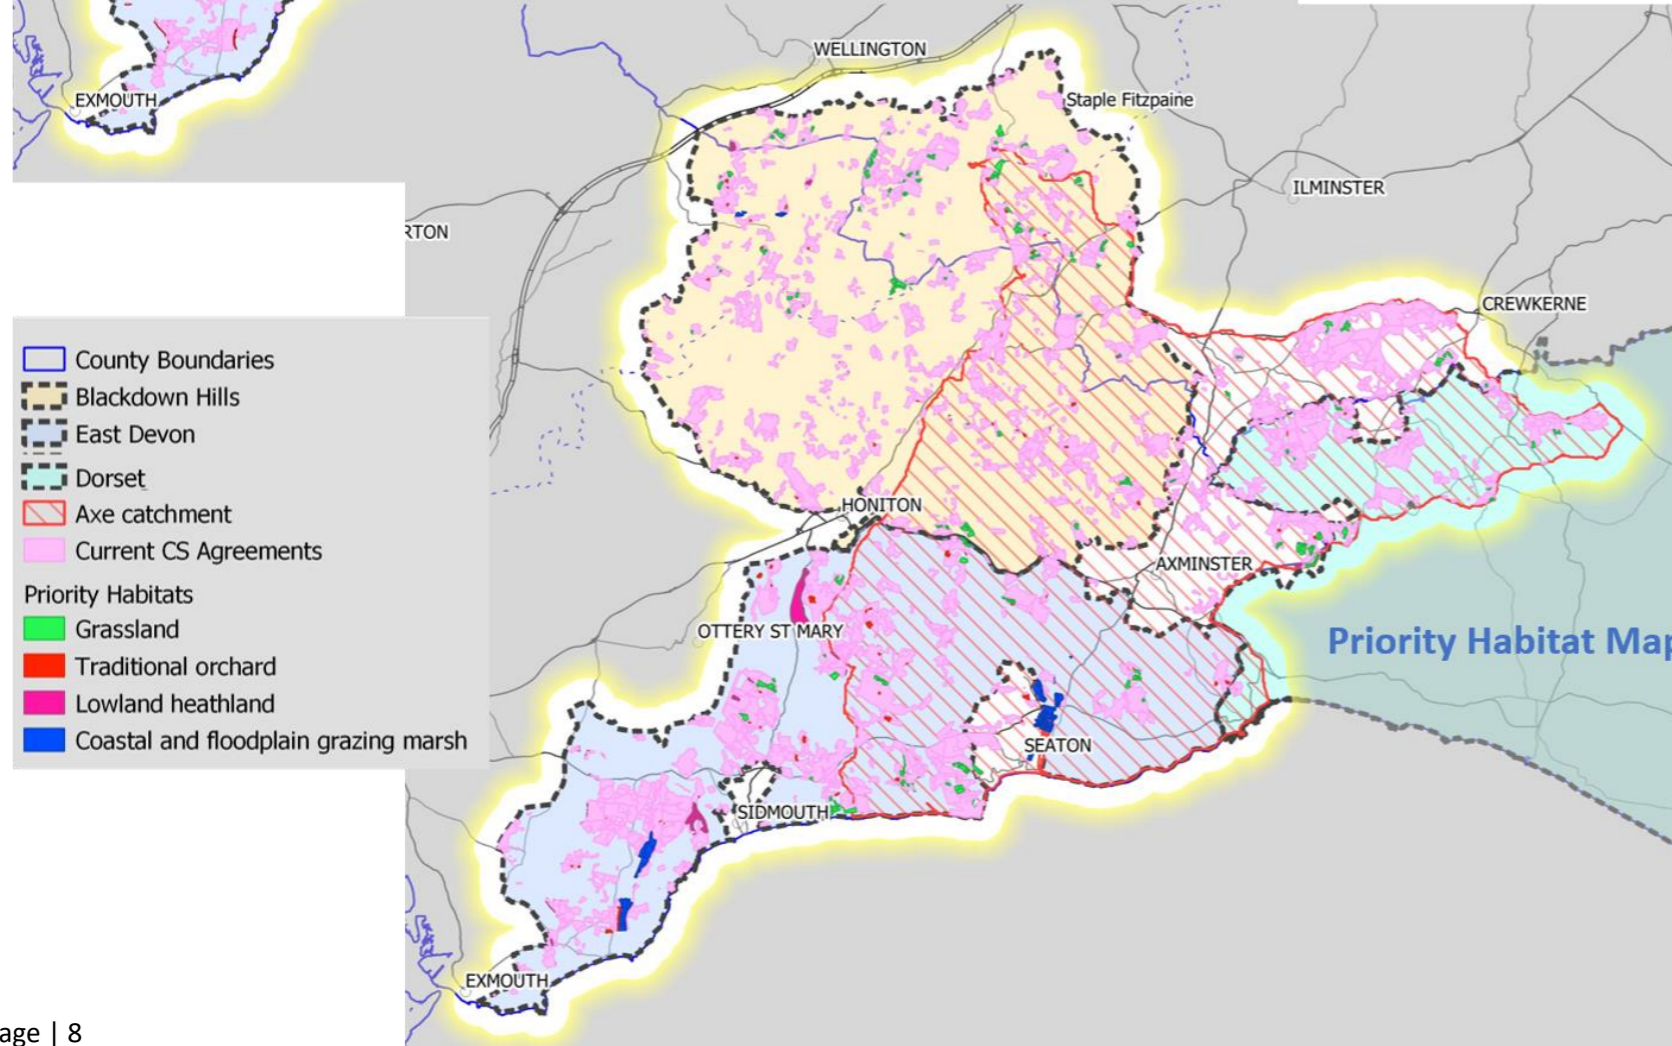 EXMOUTH
WELLINGTON
Staple Fitzpaine
ILMINSTER
RTON
CREWKERNE
County Boundaries
Blackdown Hills
East Devon
Dorset
Axe catchment
Current CS Agreements
Priority Habitats
Grassland
Traditional orchard
Lowland heathland
Coastal and floodplain grazing marsh
HONITON
AXMINSTER
OTTERY ST MARY
Priority Habitat Map
SEATON
SIDMOUTH
EXMOUTH
age | 8